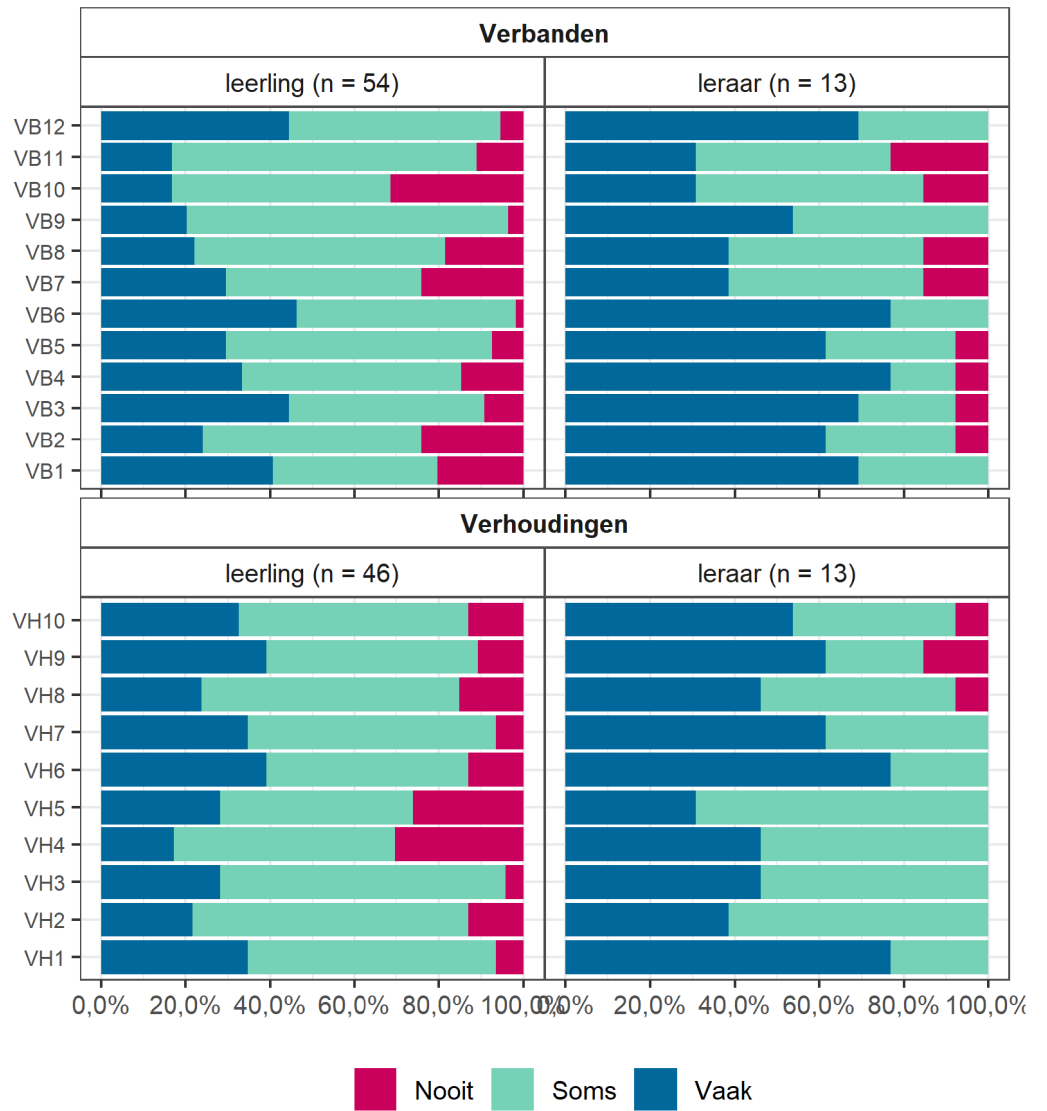 Verbanden
leerling (n = 54)
leraar (n = 13)
VB12
VB11
VB10
VB9
VB8
VB7
VB6
VB5
VB4
VB3
VB2
VB1
Verhoudingen
leerling (n = 46)
leraar (n = 13)
VH10
VH9
VH8
VH7
VH6
VH5
VH4
VH3
VH2
VH1
0,0% 20,0% 40,0% 60,0% 80,0% 100,0% 0,0% 20,0% 40,0% 60,0% 80,0% 100,0%
Nooit Soms Vaak